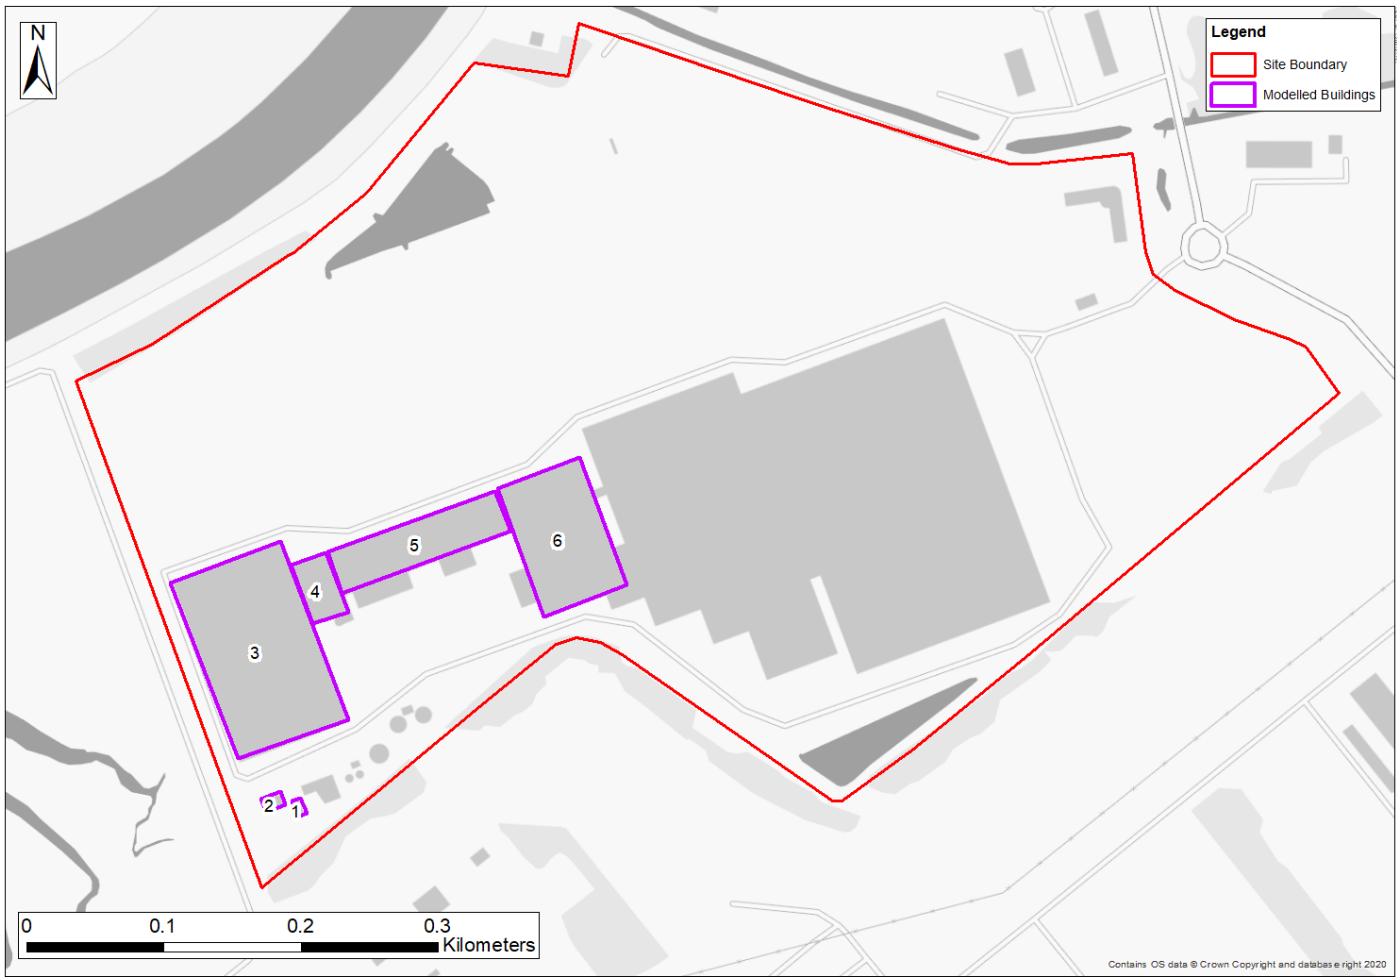 N
Legend
Site Boundary
Modelled Buildings
5
6
4
3
2
1
0 0.1 0.2 0.3
Kilometers
Contains OS data © Crown Copyright and database right 2020